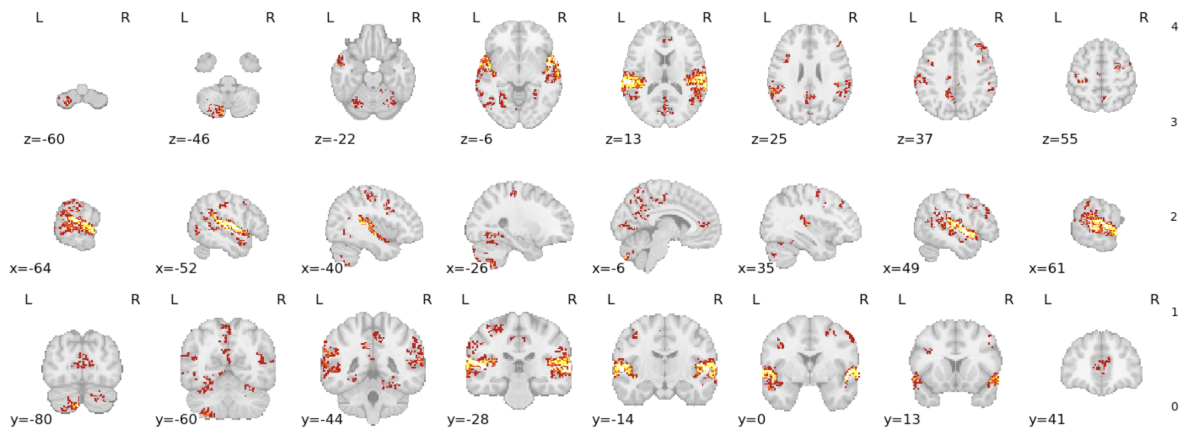 L R L R L R L R L R L R L R L R 4
z=-60 z=-46 z=-22 z=-6 z=13 z=25 z=37 z=55 3
2
x=-64 x=-52 x=-40 x=-26 x=-6 x=35 x=49 x=61
L R L R L R L R L R L R L R L R 1
y=-80 y=-60 y=-44 y=-28 y=-14 y=0 y=13 y=41 0